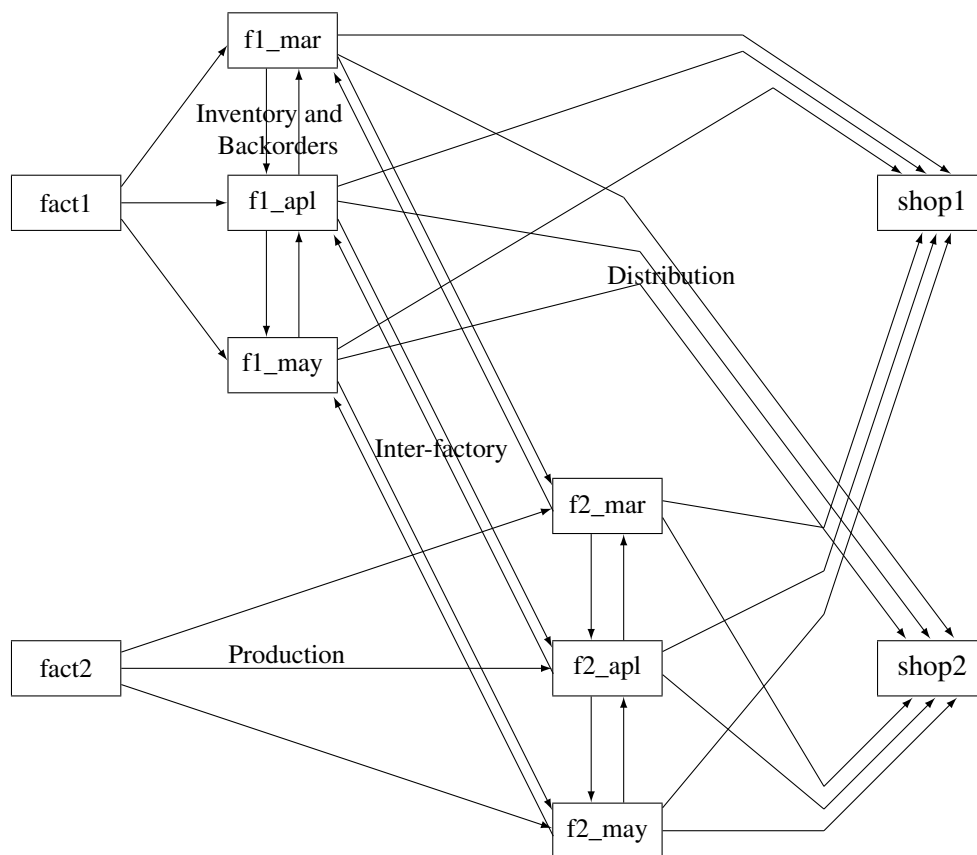 f1_mar
Inventory and
Backorders
fact1
f1_apl
shop1
Distribution
f1_may
Inter-factory
f2_mar
Production
fact2
f2_apl
shop2
f2_may